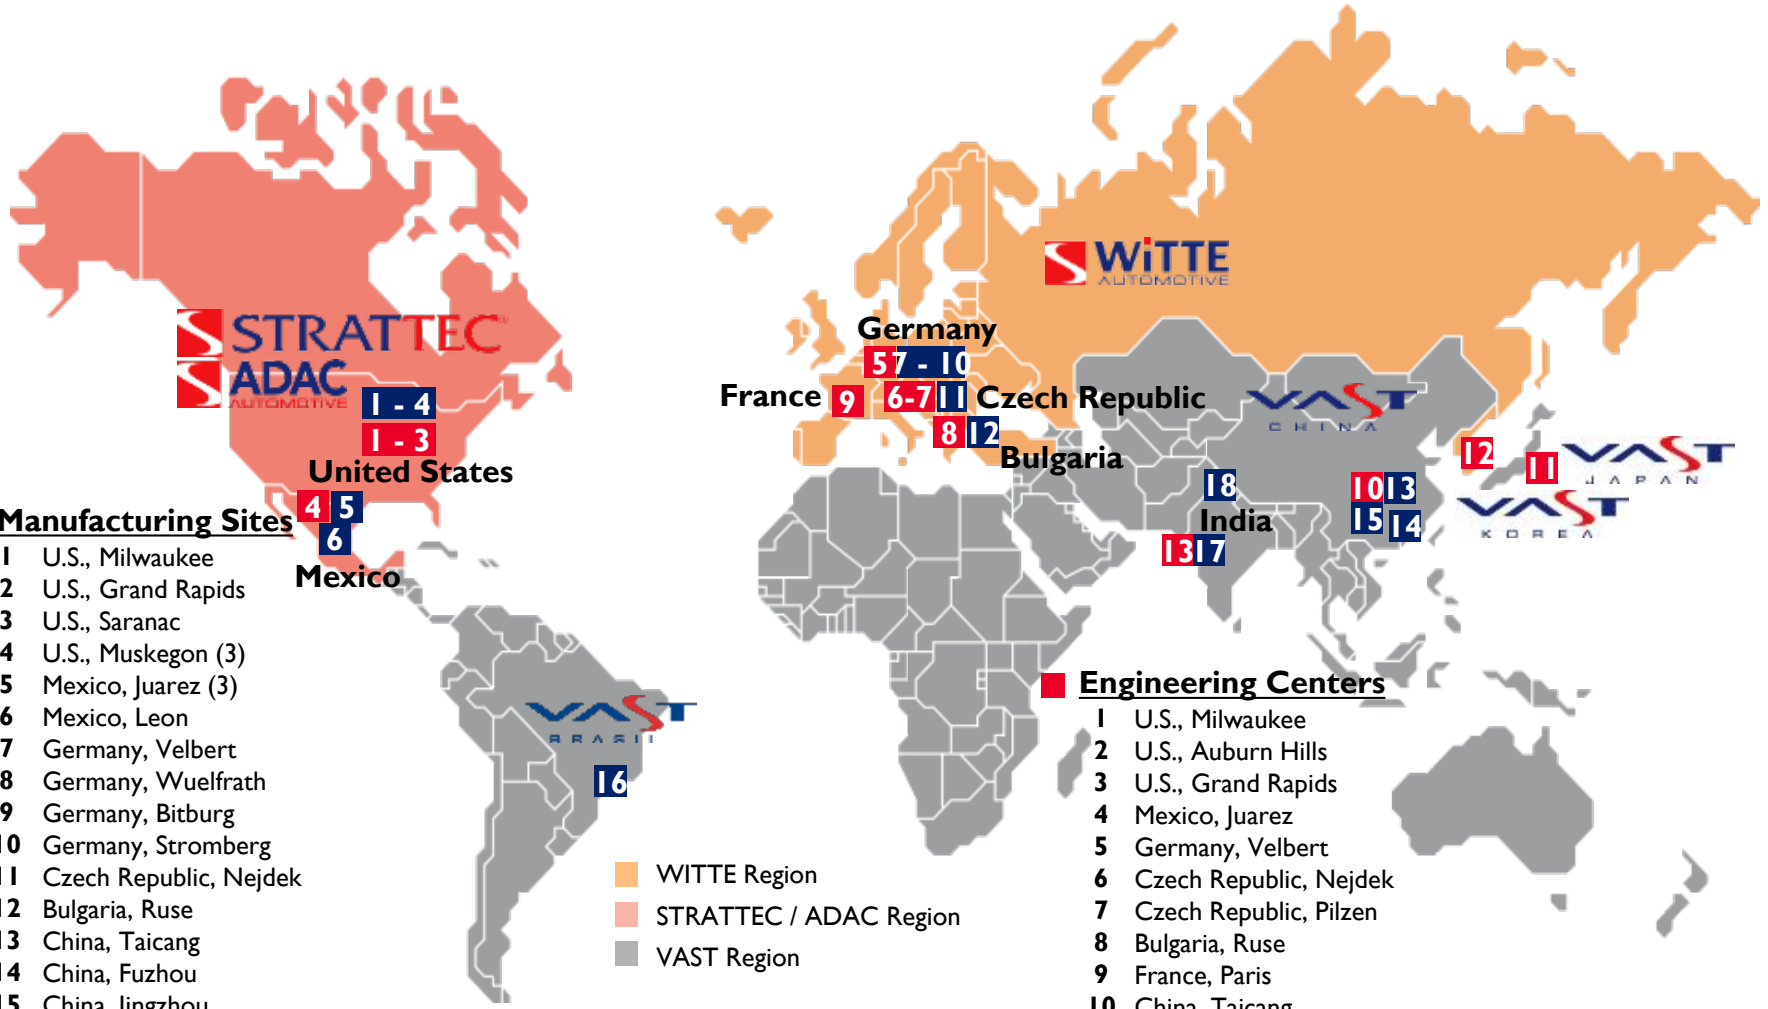 WiTTE
AUTOMOTIVE
STRATTEC
ADAC
AUTOMOTIVE
1 - 4
1 - 3
United States
4 5
6
Mexico
Germany
5 7 - 10
France 9 6-7 11 Czech Republic
8 12
Bulgaria
VAST
CHINA
12
11 VAST
JAPAN
VAST
KOREA
18
India
13 17
10 13
15 14
VAST
BRASIL
16
Manufacturing Sites
1 U.S., Milwaukee
2 U.S., Grand Rapids
3 U.S., Saranac
4 U.S., Muskegon (3)
5 Mexico, Juarez (3)
6 Mexico, Leon
7 Germany, Velbert
8 Germany, Wuelfrath
9 Germany, Bitburg
10 Germany, Stromberg
11 Czech Republic, Nejdek
12 Bulgaria, Ruse
13 China, Taicang
14 China, Fuzhou
15 China, Jingzhou
WITTE Region
STRATTEC / ADAC Region
VAST Region
Engineering Centers
1 U.S., Milwaukee
2 U.S., Auburn Hills
3 U.S., Grand Rapids
4 Mexico, Juarez
5 Germany, Velbert
6 Czech Republic, Nejdek
7 Czech Republic, Pilzen
8 Bulgaria, Ruse
9 France, Paris
10 China, Taicang